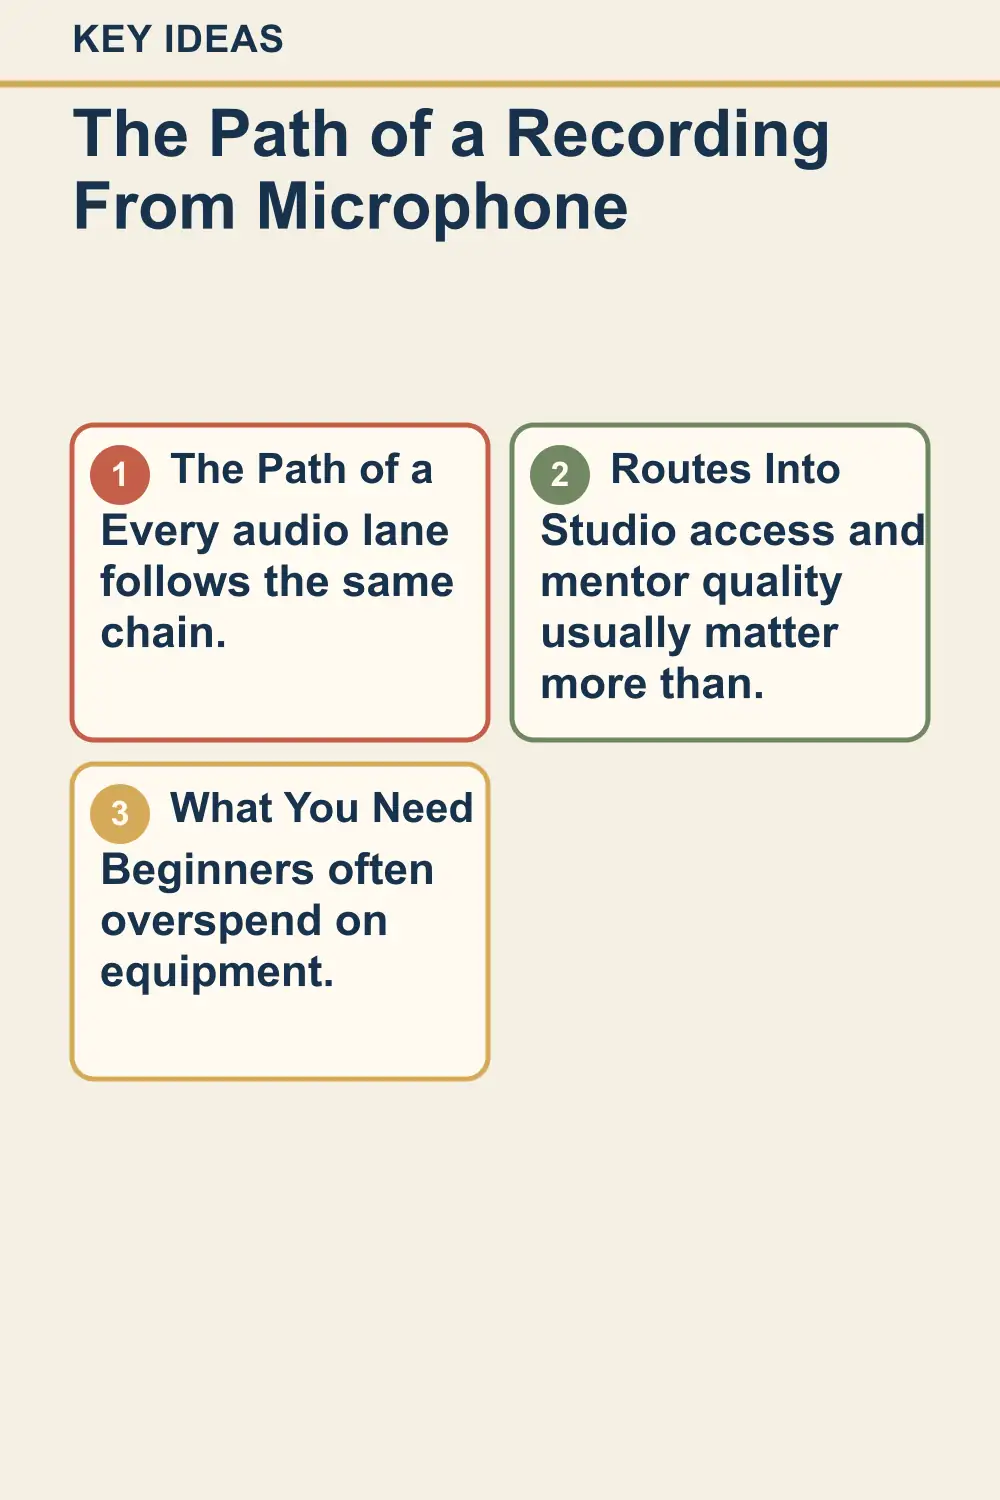 KEY IDEAS
The Path of a Recording
From Microphone
1 The Path of a
Every audio lane
follows the same
chain.
2 Routes Into
Studio access and
mentor quality
usually matter
more than.
3 What You Need
Beginners often
overspend on
equipment.